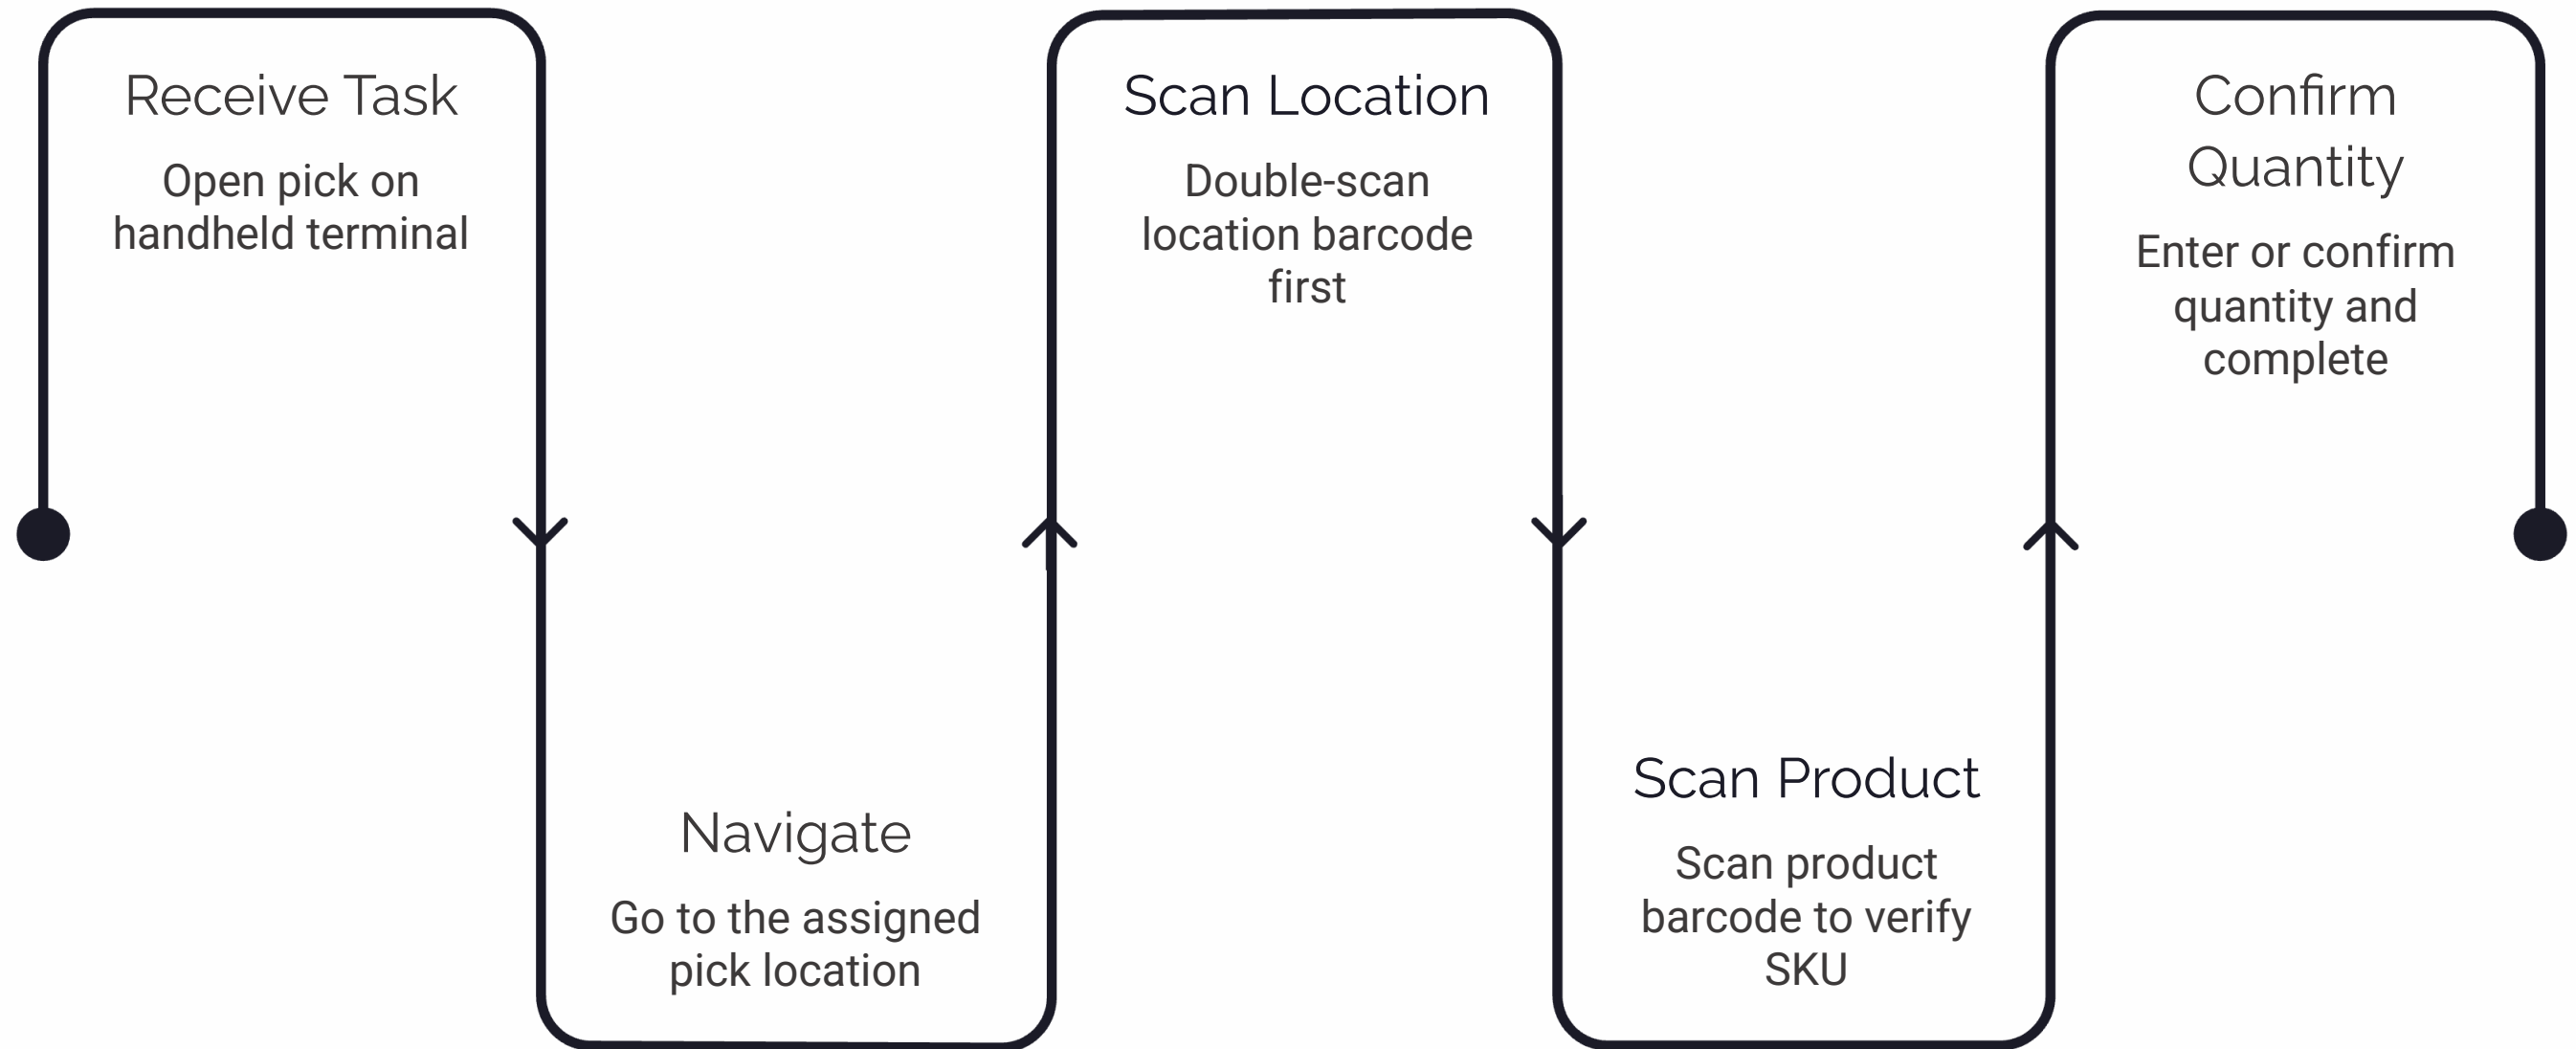 Receive Task
Open pick on
handheld terminal
Navigate
Go to the assigned
pick location
Scan Location
Double-scan
location barcode
first
Scan Product
Scan product
barcode to verify
SKU
Confirm
Quantity
Enter or confirm
quantity and
complete